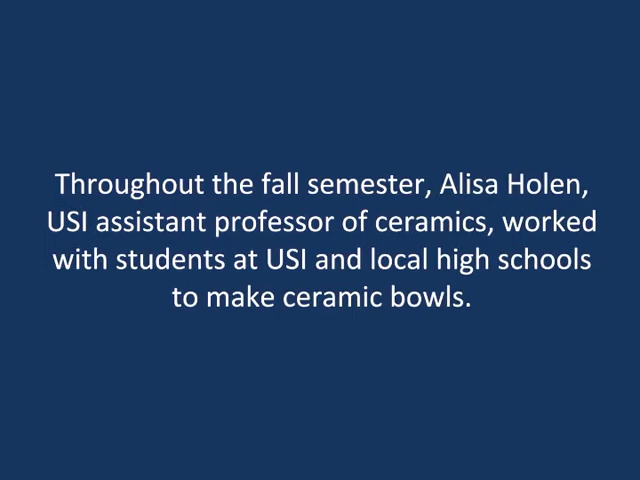 Throughout the fall semester, Alisa Holen,
USI assistant professor of ceramics, worked
with students at USI and local high schools
to make ceramic bowls.